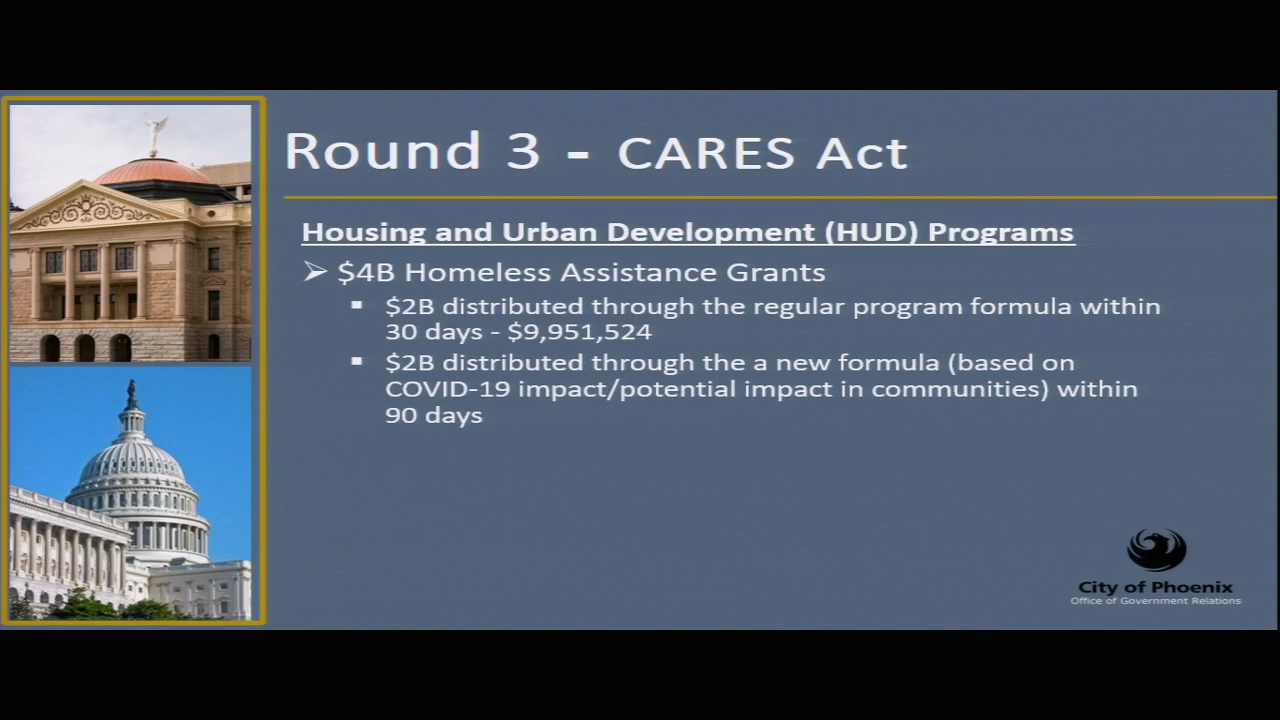 Round 3 - CARES Act
Housing and Urban Development (HUD) Programs
➢ $4B Homeless Assistance Grants
▪ $2B distributed through the regular program formula within
30 days - $9,951,524
▪ $2B distributed through the a new formula (based on
COVID-19 impact/potential impact in communities) within
90 days
City of Phoenix
Office of Government Relations